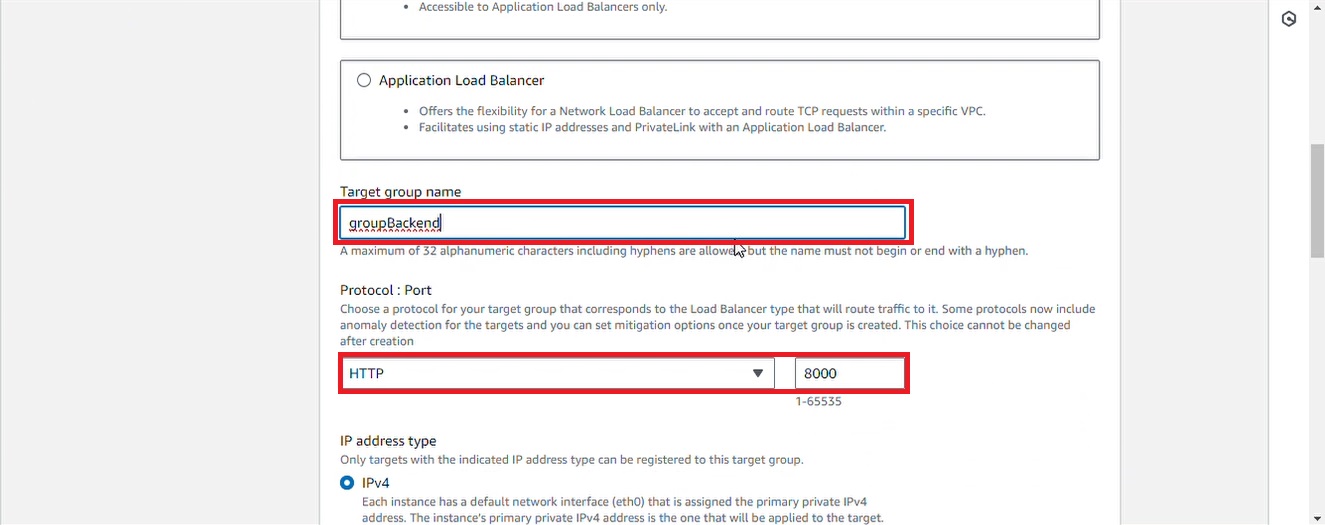 Accessible to Application Load Balancers only.
Application Load Balancer
Offers the flexibility for a Network Load Balancer to accept and route TCP requests within a specific VPC.
Facilitates using static IP addresses and PrivateLink with an Application Load Balancer.
Target group name
groupBackend
A maximum of 32 alphanumeric characters including hyphens are allowed, but the name must not begin or end with a hyphen.
Protocol : Port
Choose a protocol for your target group that corresponds to the Load Balancer type that will route traffic to it. Some protocols now include
anomaly detection for the targets and you can set mitigation options once your target group is created. This choice cannot be changed
after creation
HTTP
8000
1-65535
IP address type
Only targets with the indicated IP address type can be registered to this target group.
IPv4
Each instance has a default network interface (eth0) that is assigned the primary private IPv4
address. The instance's primary private IPv4 address is the one that will be applied to the target.